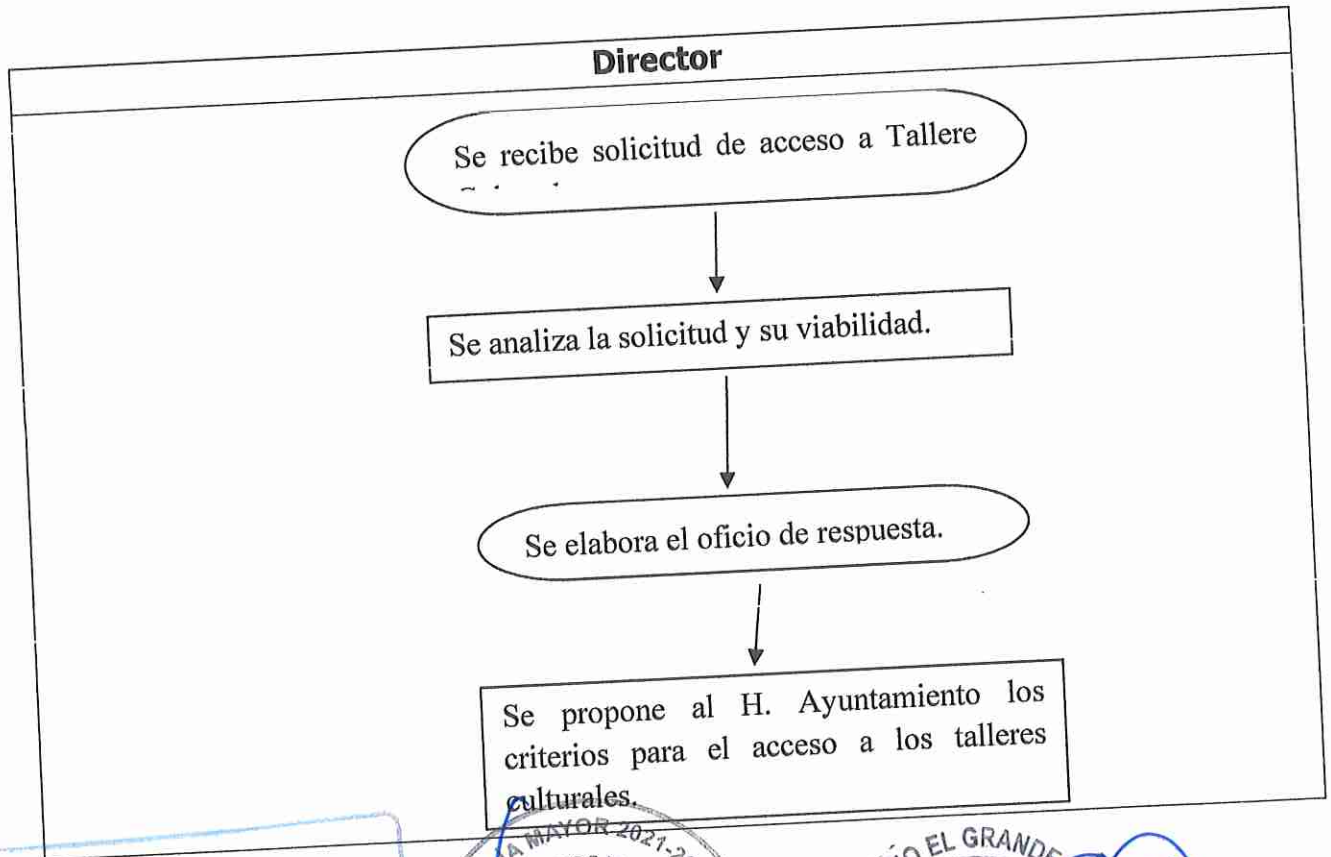 Director
Se recibe solicitud de acceso a Tallere
Se analiza la solicitud y su viabilidad.
Se elabora el oficio de respuesta.
Se propone al H. Ayuntamiento los
criterios para el acceso a los talleres
culturales.
MAYOR 2021-2
EL GRANDE